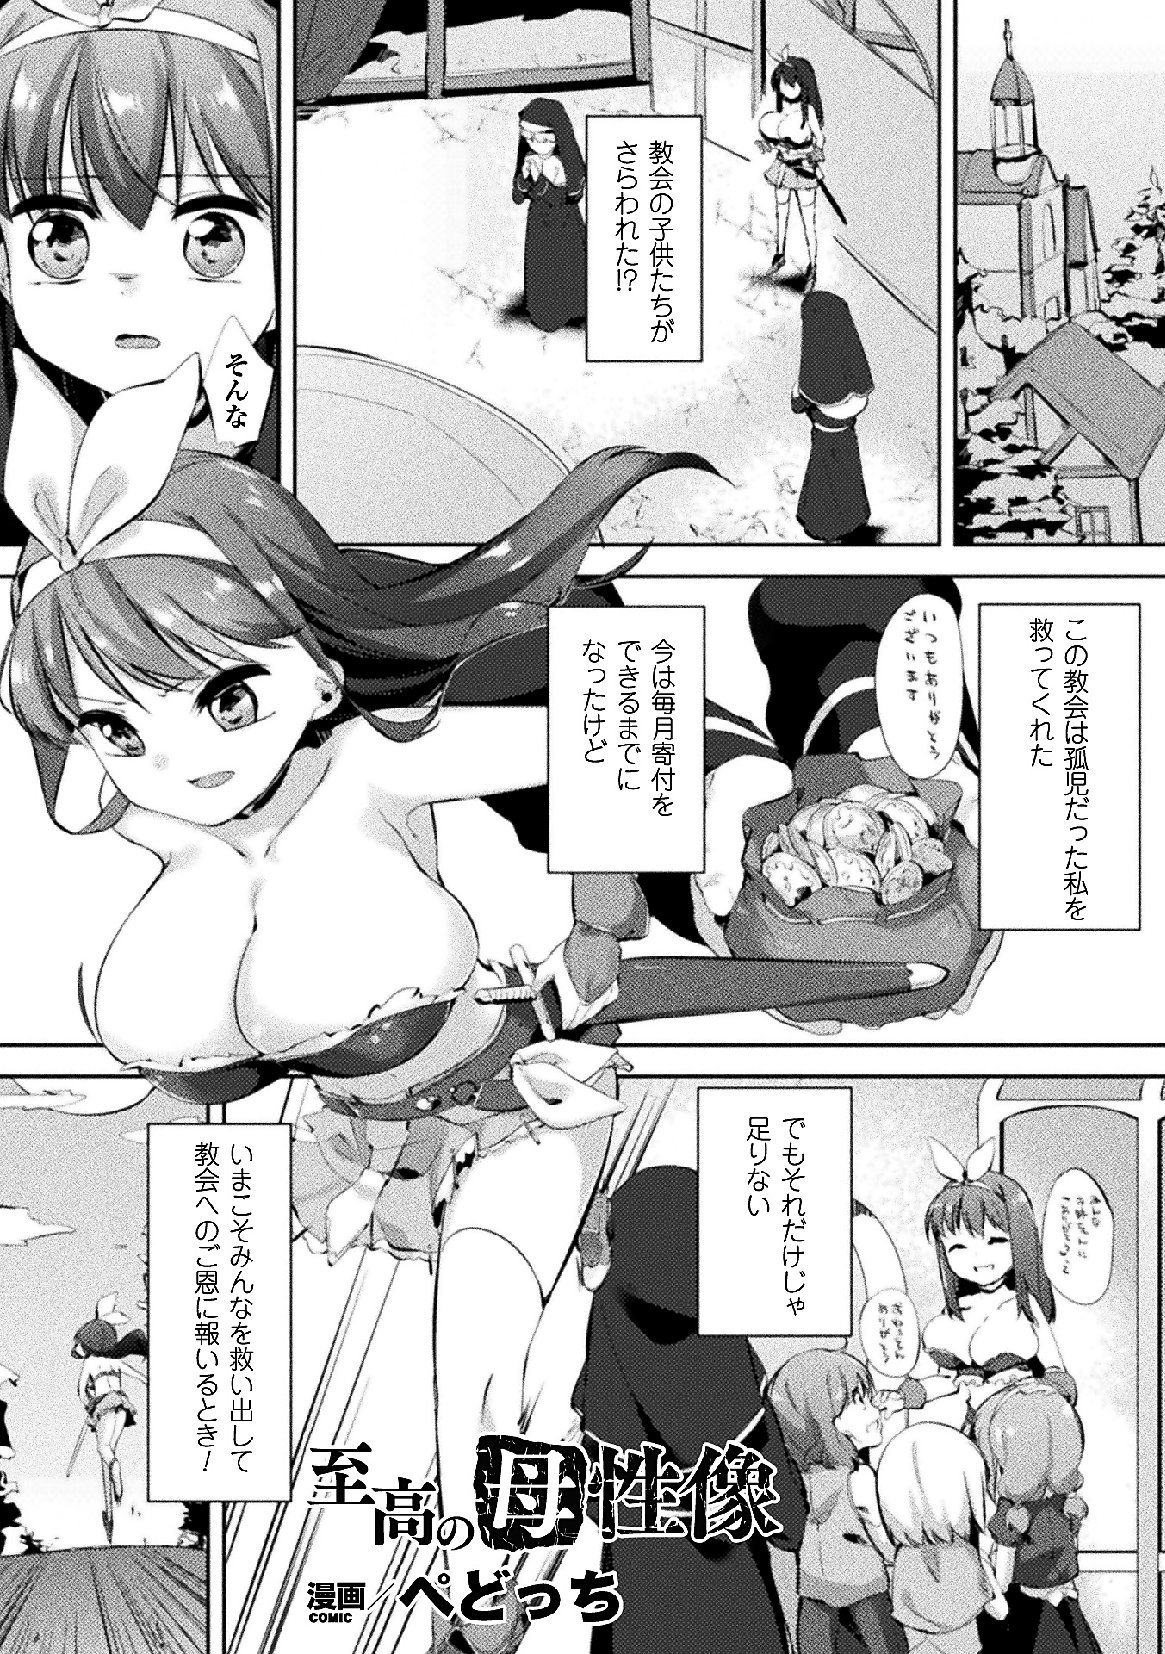 教会の子供たちが
さらわれた!?
そんな
この教会は孤児だった私を
救ってくれた
いつもありがとう
ございます
今は毎月寄付を
できるまでに
なったけど
でもそれだけじゃ
足りない
いまこそみんなを救い出して
教会へのご恩に報いるとき！
至高の母性像
漫画／ぺどっち
COMIC